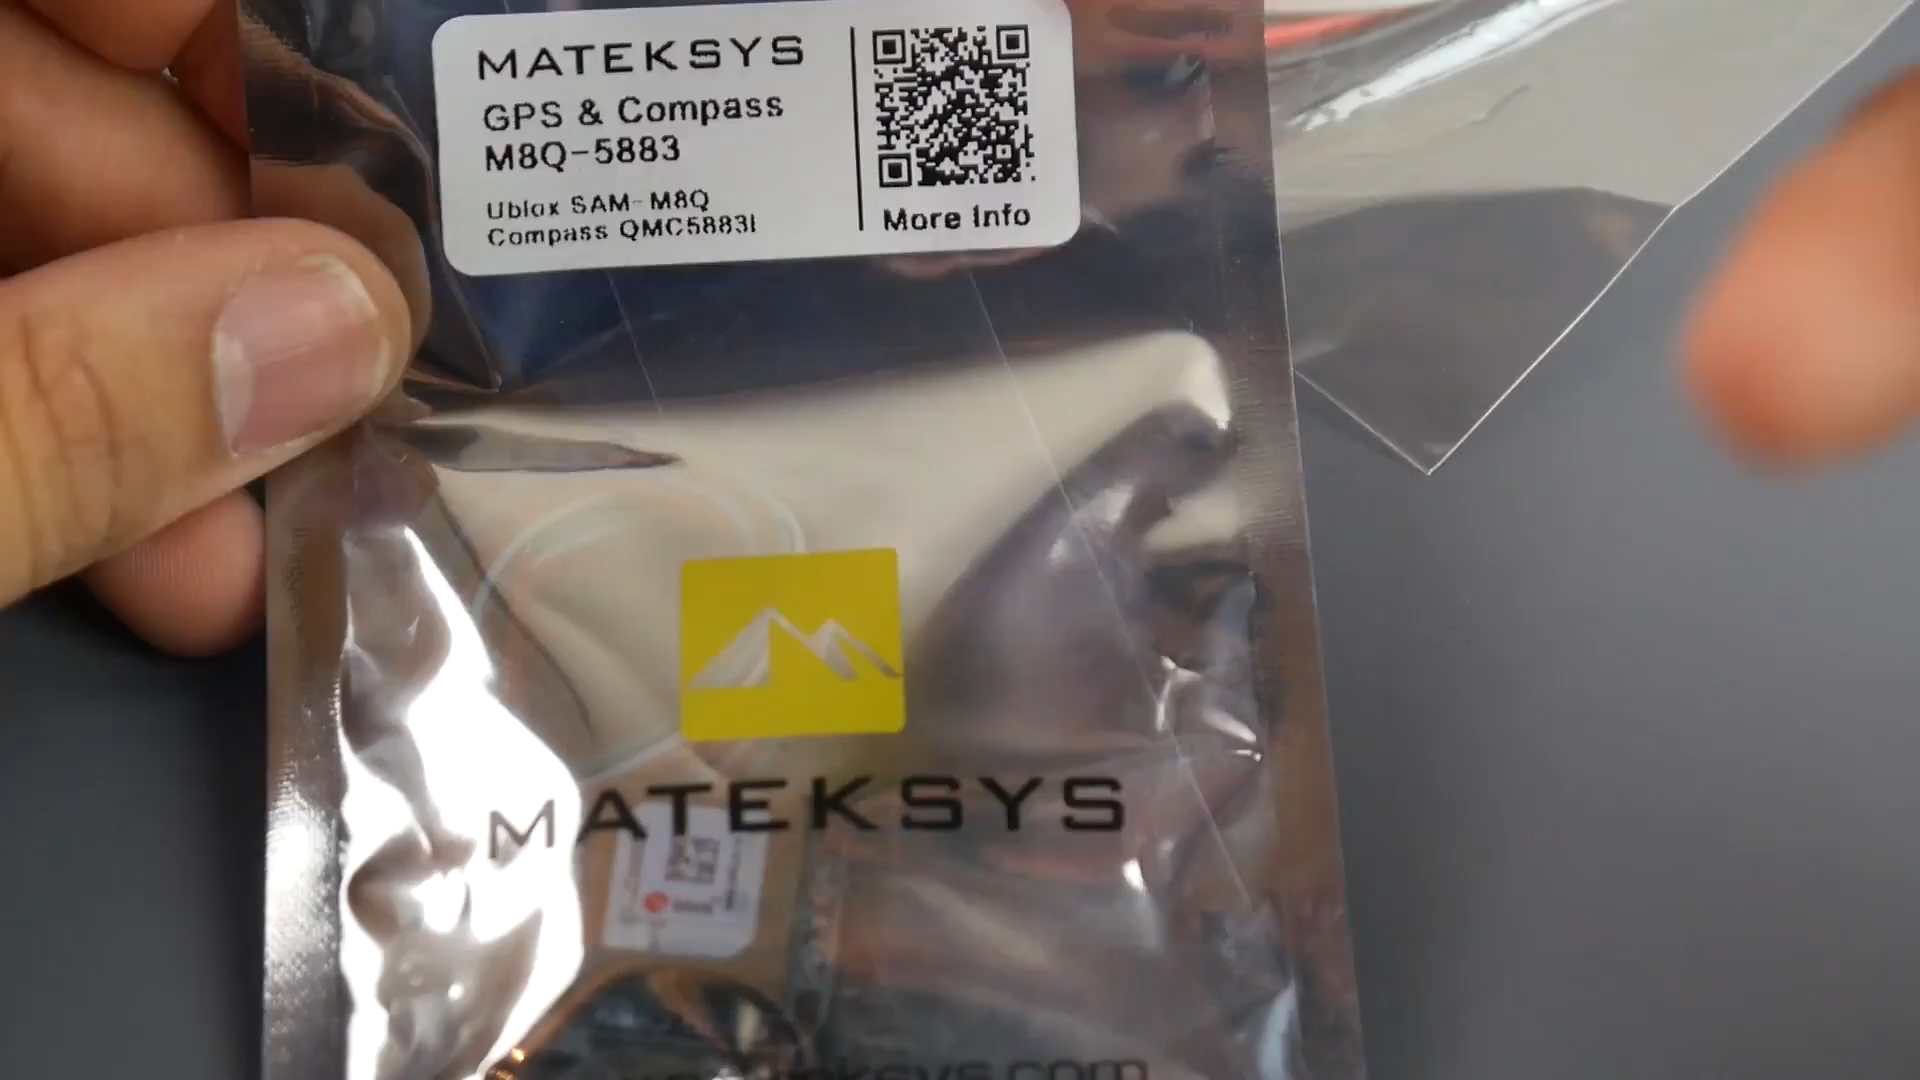 MATEKSYS
GPS & Compass
M8Q-5883
Ublox SAM-M8Q
Compass QMC5883l
More Info
MATEKSYS